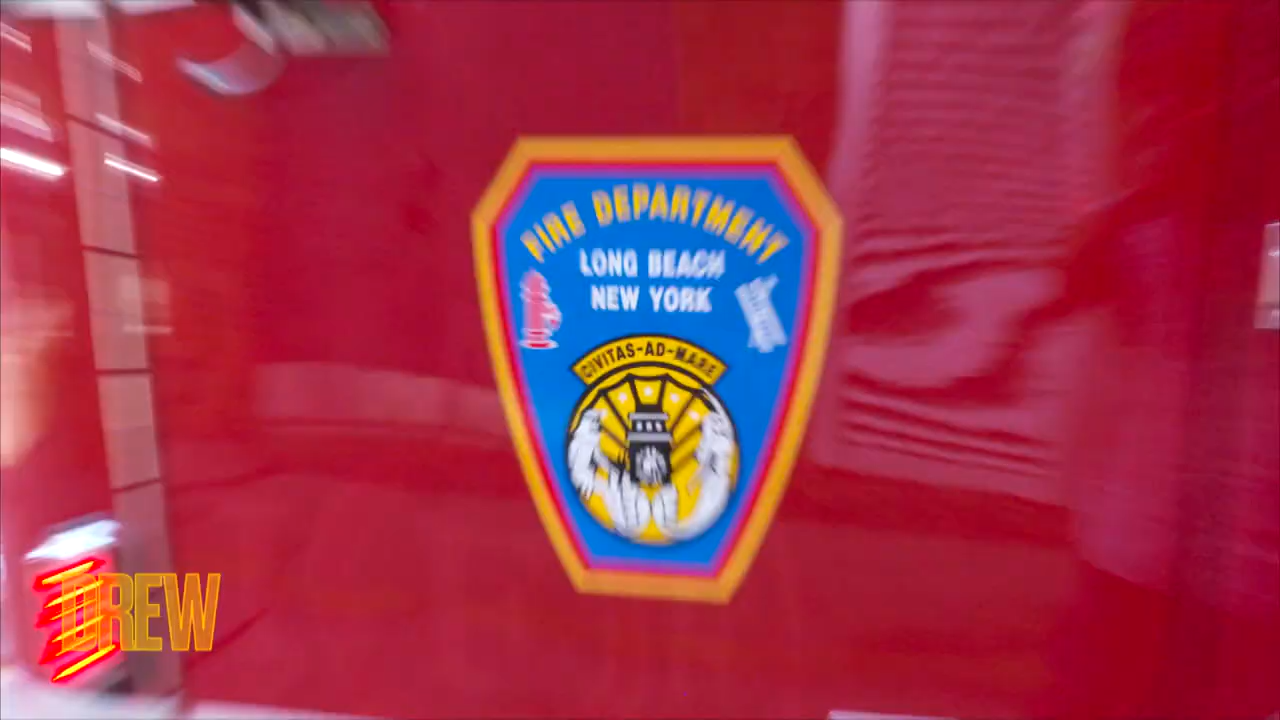 FIRE DEPARTMENT
LONG BEACH
NEW YORK
CIVITAS-AD-MARE
DREW